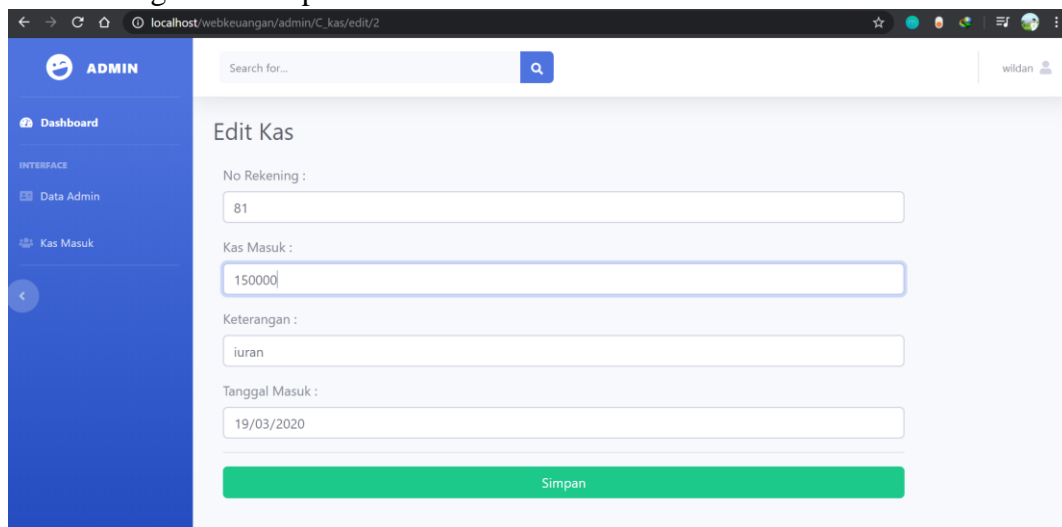 localhost/webkeuangan/admin/C_kas/edit/2
ADMIN
Search for...
wildan
Dashboard
Edit Kas
INTERFACE
No Rekening :
Data Admin
81
Kas Masuk
Kas Masuk :
150000
Keterangan :
iuran
Tanggal Masuk :
19/03/2020
Simpan